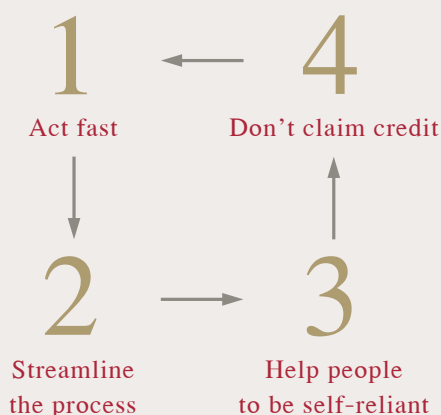 1
Act fast
4
Don’t claim credit
2
Streamline
the process
3
Help people
to be self-reliant